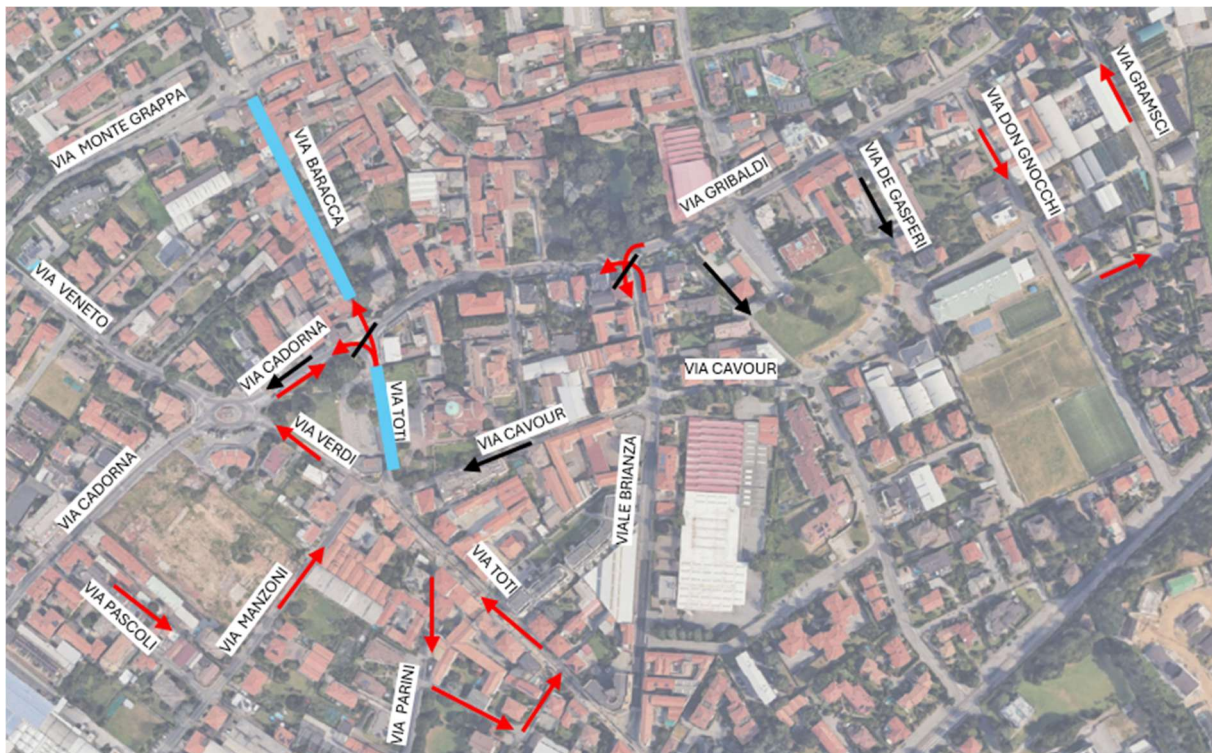 VIA MONTE GRAPPA
VIA BARACCA
VIA GRIBALDI
VIA DE GASPERI
VIA DON GNOCCHI
VIA GRAMSCI
VIA VENETO
VIA CADORNA
VIA TOTI
VIA CAVOUR
VIA VERDI
VIA CAVOUR
VIA CADORNA
VIALE BRIANZA
VIA MANZONI
VIA TOTI
VIA PASCOLI
VIA PARINI